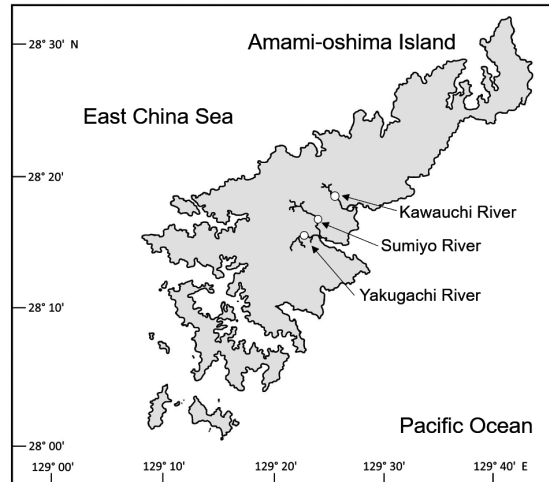 28° 30' N
Amami-oshima Island
East China Sea
28° 20'
Kawauchi River
Sumiyo River
Yakugachi River
28° 10'
Pacific Ocean
28° 00'
129° 00'
129° 10'
129° 20'
129° 30'
129° 40' E